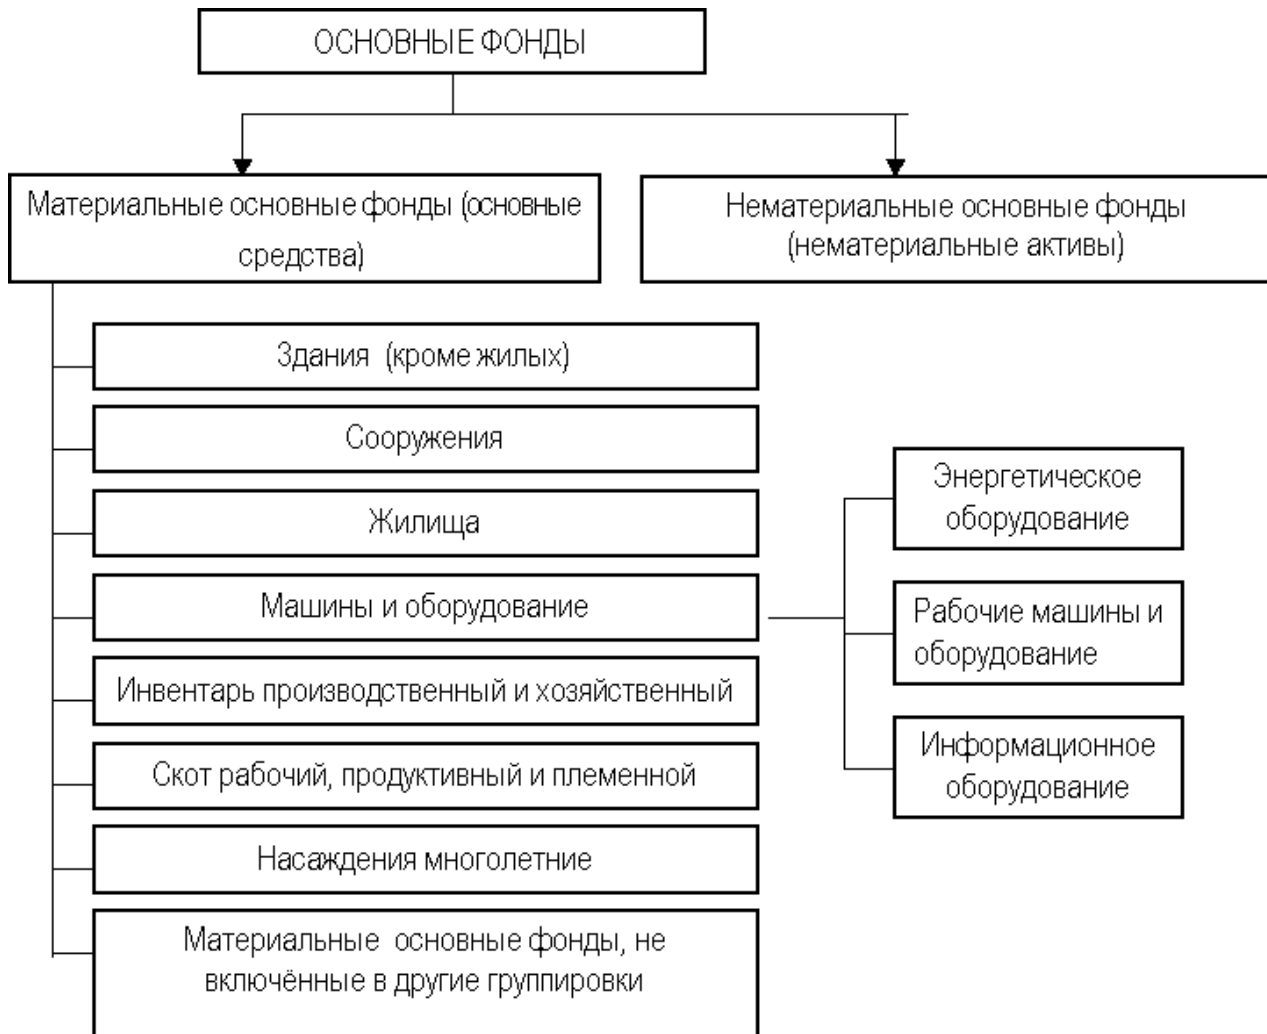 ОСНОВНЫЕ ФОНДЫ
Материальные основные фонды (основные
средства)
Нематериальные основные фонды
(нематериальные активы)
Здания (кроме жилых)
Сооружения
Жилища
Машины и оборудование
Инвентарь производственный и хозяйственный
Скот рабочий, продуктивный и племенной
Насаждения многолетние
Материальные основные фонды, не
включённые в другие группировки
Энергетическое
оборудование
Рабочие машины и
оборудование
Информационное
оборудование